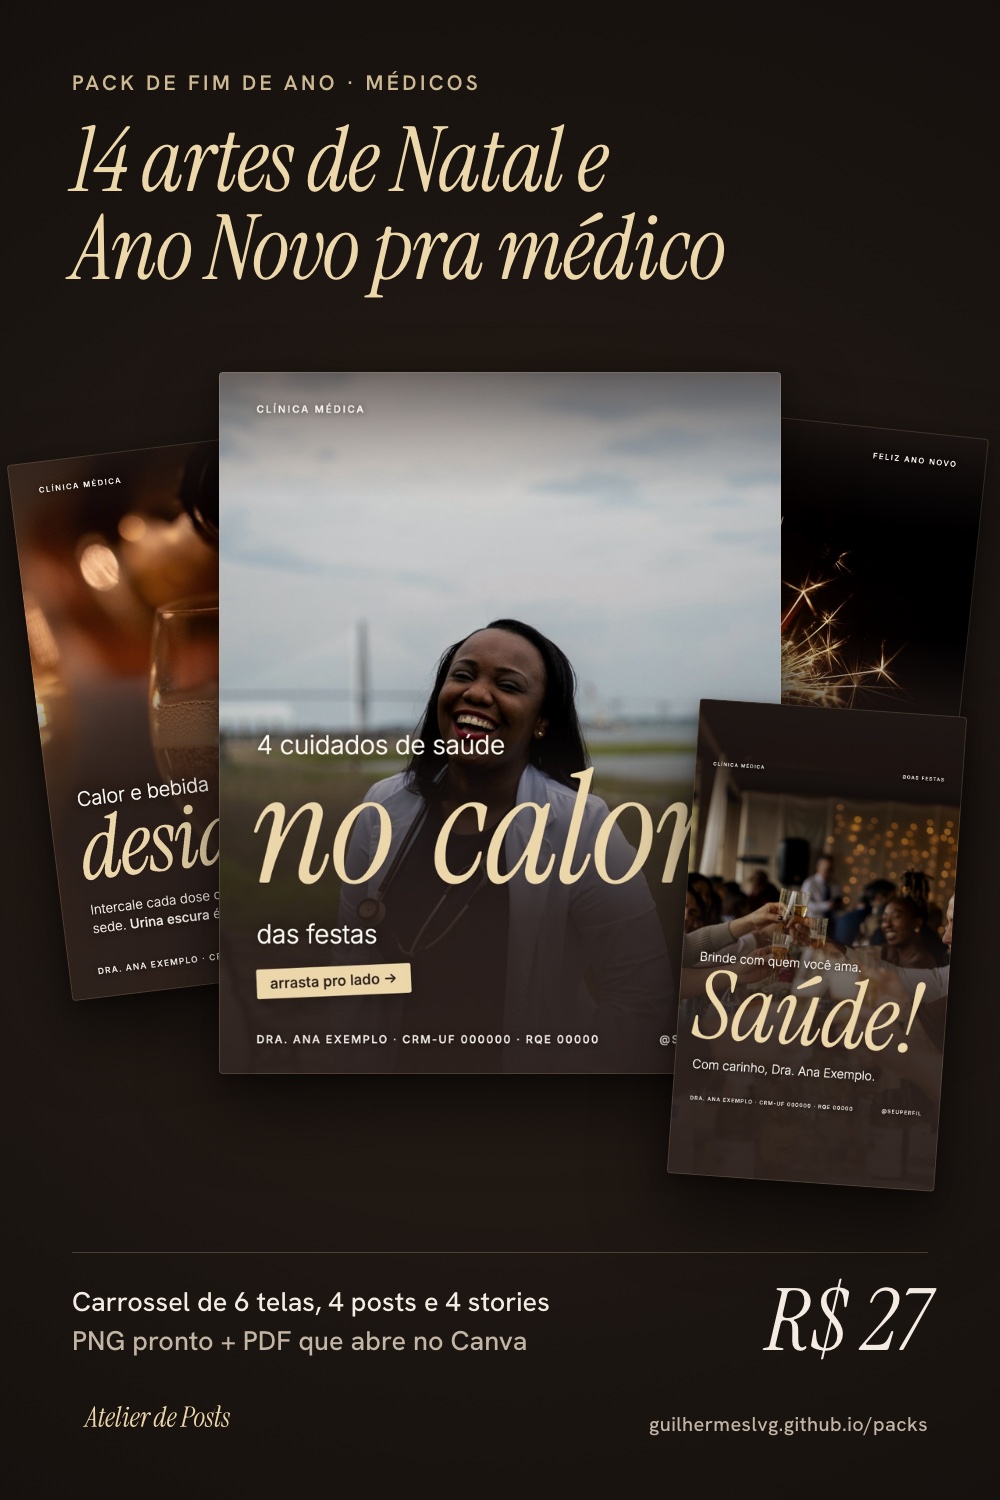 PACK DE FIM DE ANO · MÉDICOS
14 artes de Natal e
Ano Novo pra médico
CLÍNICA MÉDICA
Calor e bebida
Intercale cada dose
sede. Urina escura é
DRA. ANA EXEMPLO ·
CLÍNICA MÉDICA
4 cuidados de saúde
no calor
das festas
arrasta pro lado →
DRA. ANA EXEMPLO · CRM-UF 000000 · RQE 00000
FELIZ ANO NOVO
CLÍNICA MÉDICA
BOAS FESTAS
Brinde com quem você ama.
Saúde!
Com carinho, Dra. Ana Exemplo.
DRA. ANA EXEMPLO · CRM-UF 000000 · RQE 00000
@SEUPERFIL
Carrossel de 6 telas, 4 posts e 4 stories
PNG pronto + PDF que abre no Canva
R$ 27
Atelier de Posts
guilhermeslvg.github.io/packs